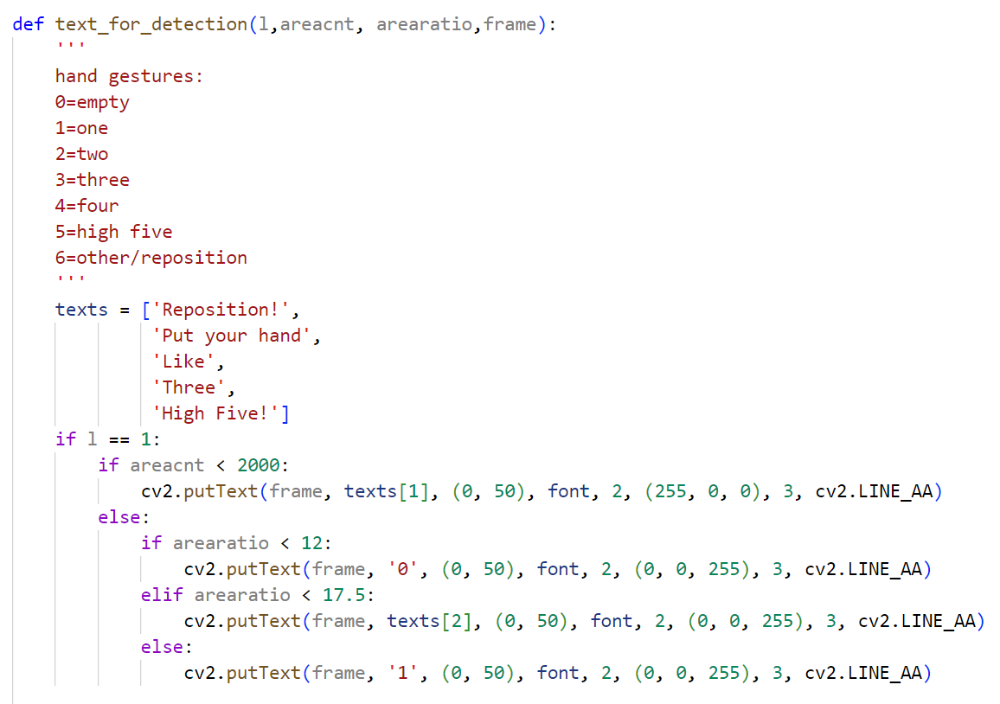 def text_for_detection(l,areacnt, arearatio,frame):
    '''
    hand gestures:
    0=empty
    1=one
    2=two
    3=three
    4=four
    5=high five
    6=other/reposition
    '''
    texts = ['Reposition!',
             'Put your hand',
             'Like',
             'Three',
             'High Five!']
    if l == 1:
        if areacnt < 2000:
            cv2.putText(frame, texts[1], (0, 50), font, 2, (255, 0, 0), 3, cv2.LINE_AA)
        else:
            if arearatio < 12:
                cv2.putText(frame, '0', (0, 50), font, 2, (0, 0, 255), 3, cv2.LINE_AA)
            elif arearatio < 17.5:
                cv2.putText(frame, texts[2], (0, 50), font, 2, (0, 0, 255), 3, cv2.LINE_AA)
            else:
                cv2.putText(frame, '1', (0, 50), font, 2, (0, 0, 255), 3, cv2.LINE_AA)